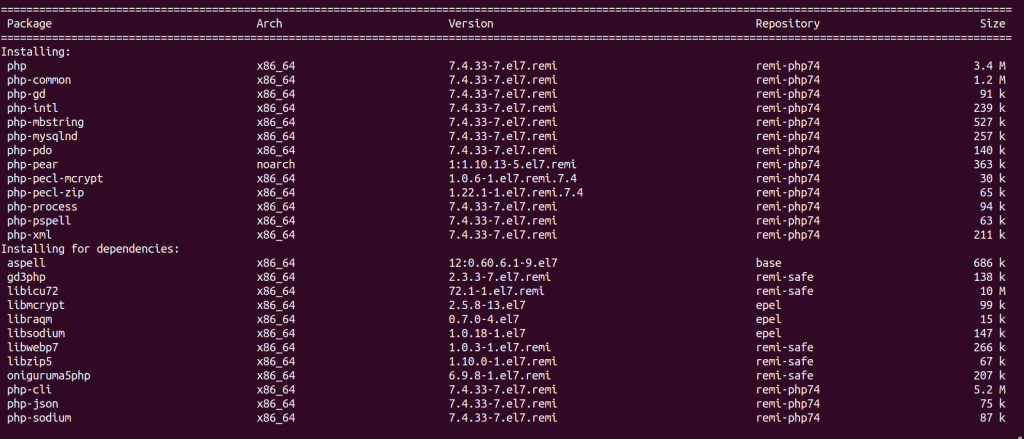 ================================================================================
Package Arch Version Repository Size
================================================================================
Installing:
php x86_64 7.4.33-7.el7.remi remi-php74 3.4 M
php-common x86_64 7.4.33-7.el7.remi remi-php74 1.2 M
php-gd x86_64 7.4.33-7.el7.remi remi-php74 91 k
php-intl x86_64 7.4.33-7.el7.remi remi-php74 239 k
php-mbstring x86_64 7.4.33-7.el7.remi remi-php74 527 k
php-mysqlnd x86_64 7.4.33-7.el7.remi remi-php74 257 k
php-pdo x86_64 7.4.33-7.el7.remi remi-php74 140 k
php-pear noarch 1:1.10.13-5.el7.remi remi-php74 363 k
php-pecl-mcrypt x86_64 1.0.6-1.el7.remi.7.4 remi-php74 30 k
php-pecl-zip x86_64 1.22.1-1.el7.remi.7.4 remi-php74 65 k
php-process x86_64 7.4.33-7.el7.remi remi-php74 94 k
php-pspell x86_64 7.4.33-7.el7.remi remi-php74 63 k
php-xml x86_64 7.4.33-7.el7.remi remi-php74 211 k
Installing for dependencies:
aspell x86_64 12:0.60.6.1-9.el7 base 686 k
gd3php x86_64 2.3.3-7.el7.remi remi-safe 138 k
libicu72 x86_64 72.1-1.el7.remi remi-safe 10 M
libmcrypt x86_64 2.5.8-13.el7 epel 99 k
libraqm x86_64 0.7.0-4.el7 epel 15 k
libsodium x86_64 1.0.18-1.el7 epel 147 k
libwebp7 x86_64 1.0.3-1.el7.remi remi-safe 266 k
libzip5 x86_64 1.10.0-1.el7.remi remi-safe 67 k
oniguruma5php x86_64 6.9.8-1.el7.remi remi-safe 207 k
php-cli x86_64 7.4.33-7.el7.remi remi-php74 5.2 M
php-json x86_64 7.4.33-7.el7.remi remi-php74 75 k
php-sodium x86_64 7.4.33-7.el7.remi remi-php74 87 k